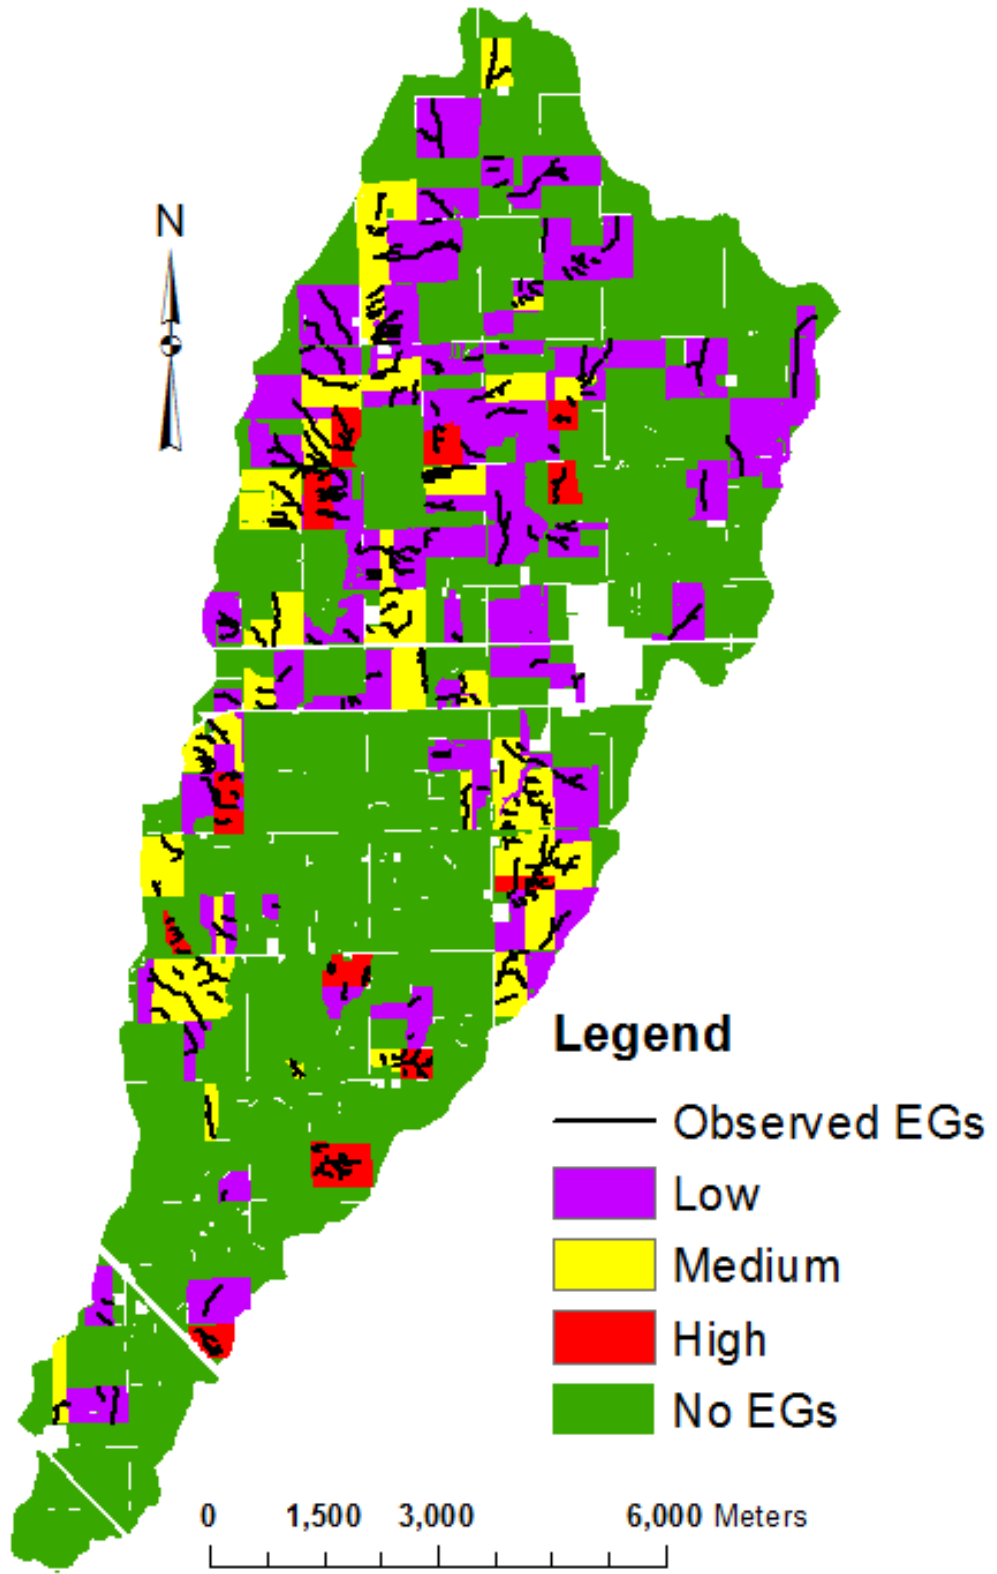 N
Legend
Observed EGs
Low
Medium
High
No EGs
0 1,500 3,000 6,000 Meters